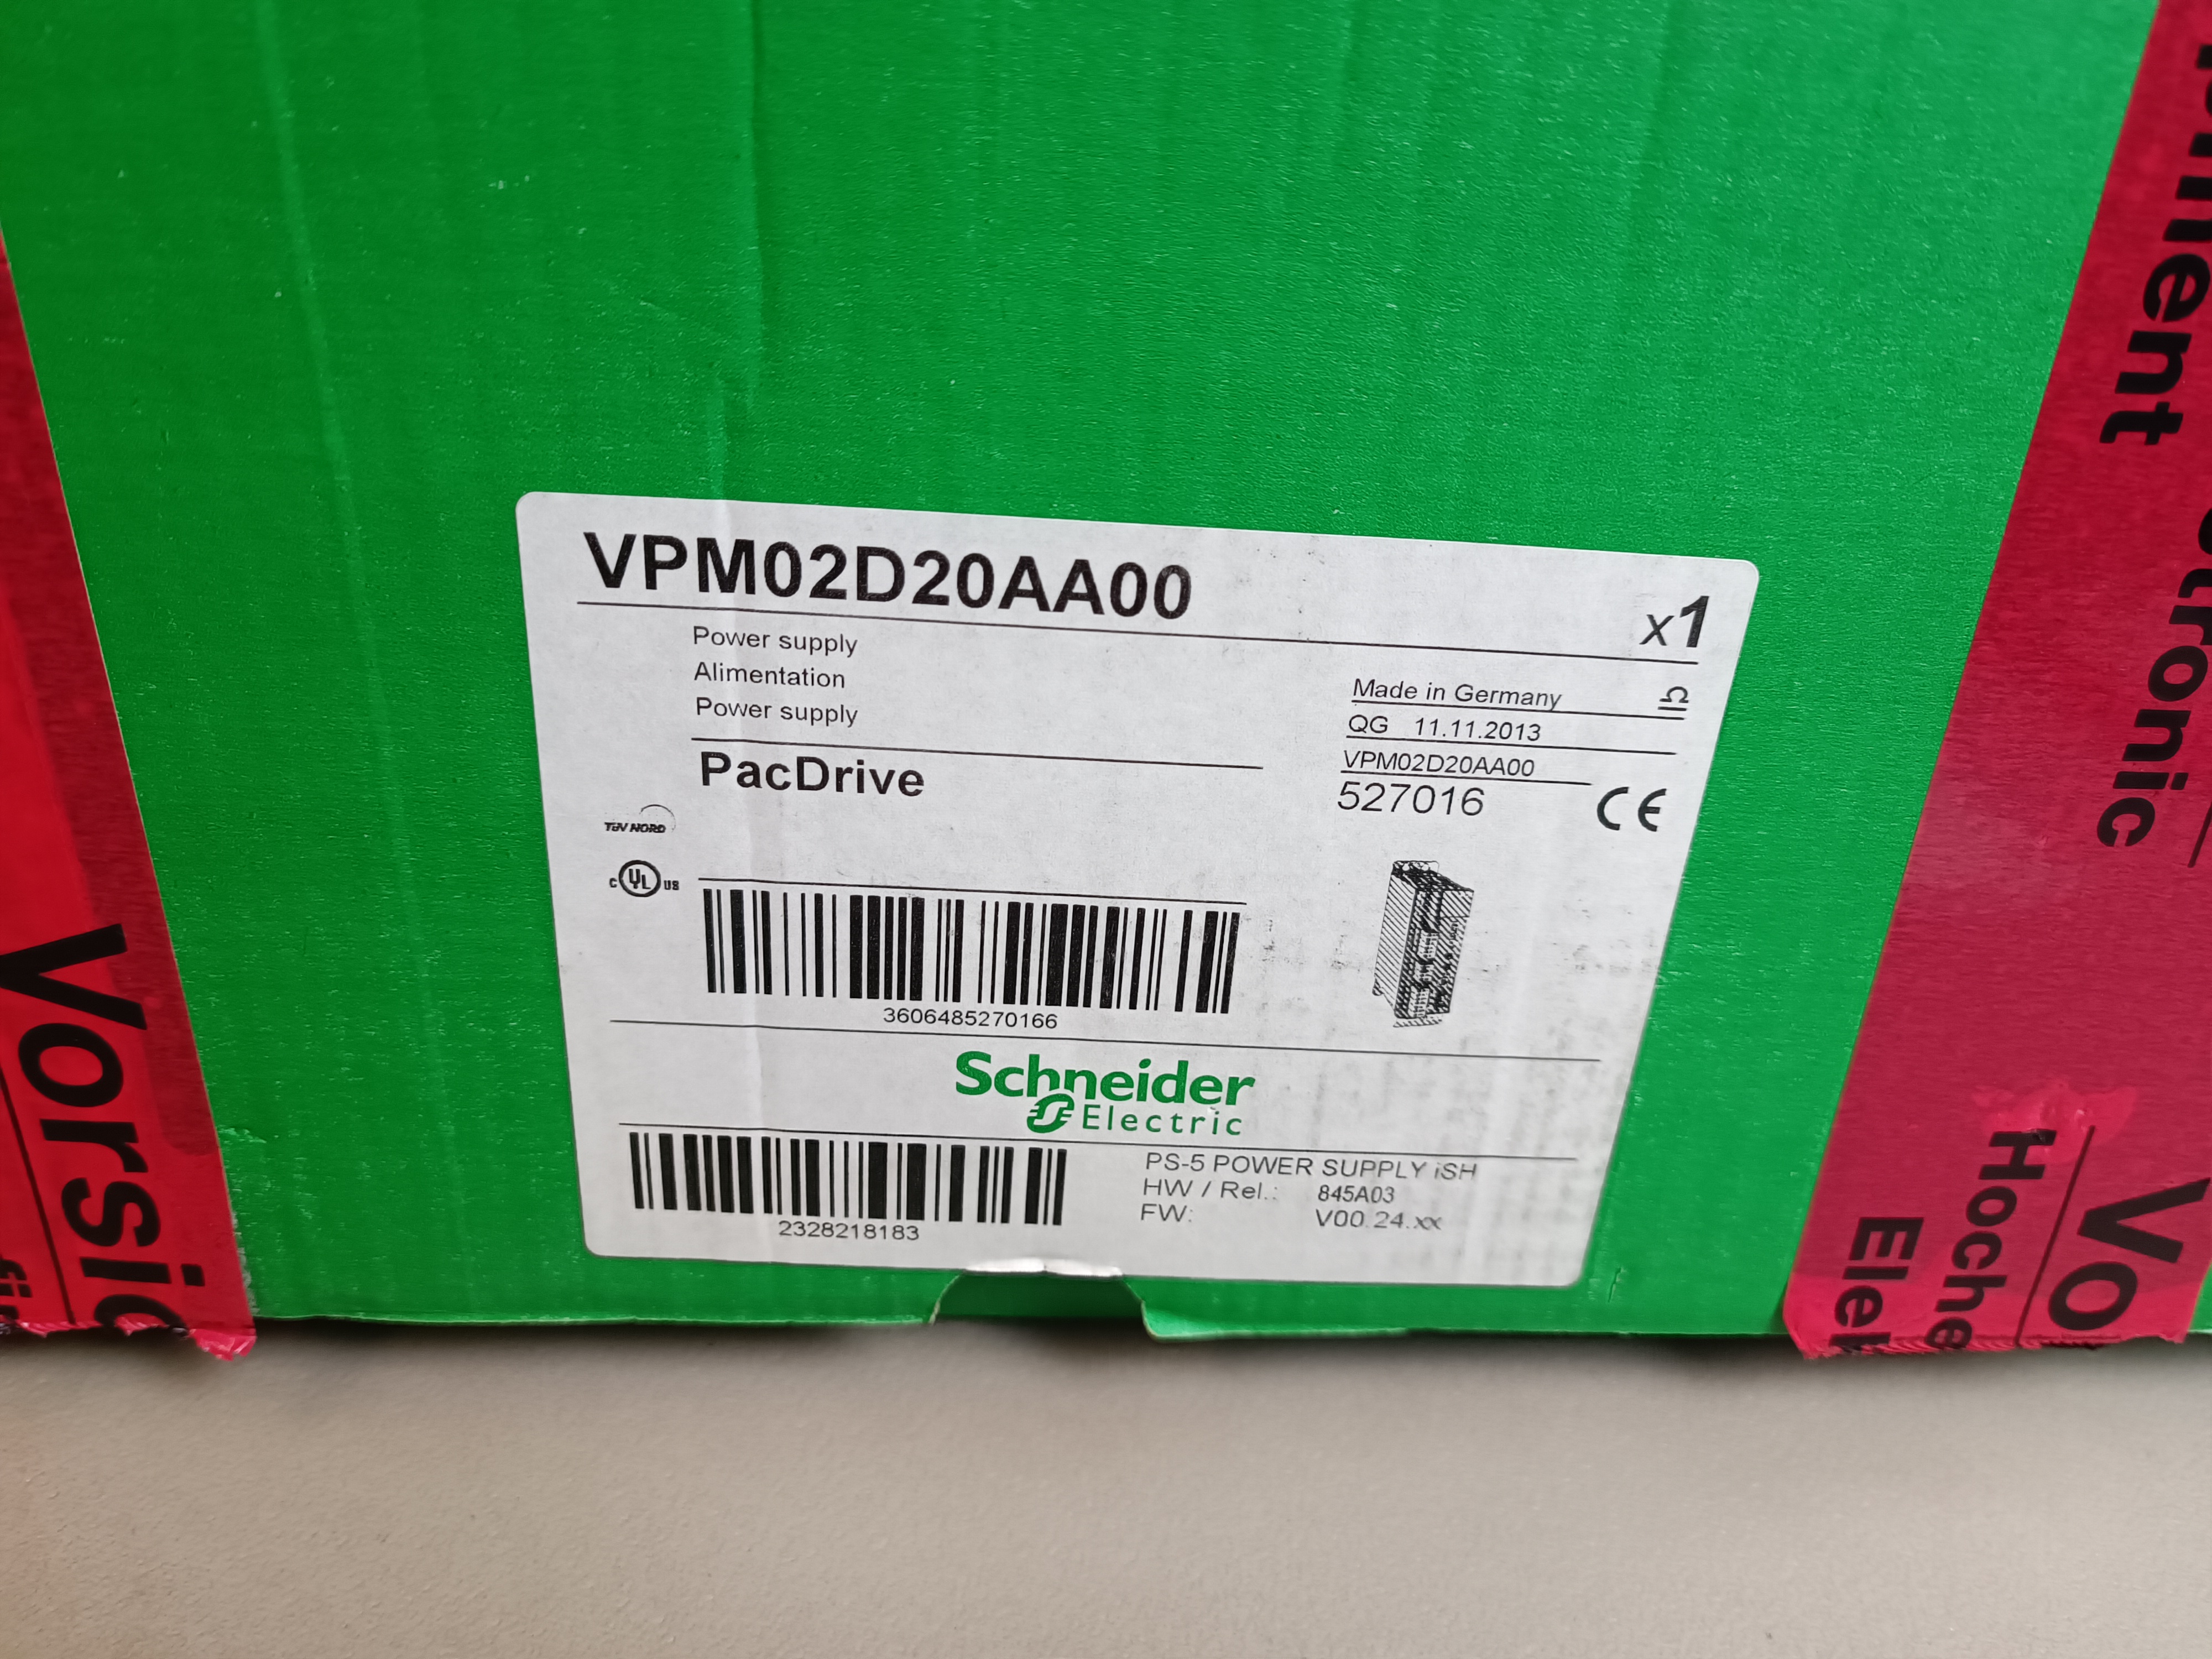 VPM02D20AA00
x1
Power supply
Alimentation
Power supply
Made in Germany
QG 11.11.2013
VPM02D20AA00
527016
CE
PacDrive
TÜV NORD
c UL us
3606485270166
Schneider
Electric
2328218183
PS-5 POWER SUPPLY iSH
HW / Rel.: 845A03
FW: V00.24.xx
Vorsic
Vo
Hoche
Elek
tronic